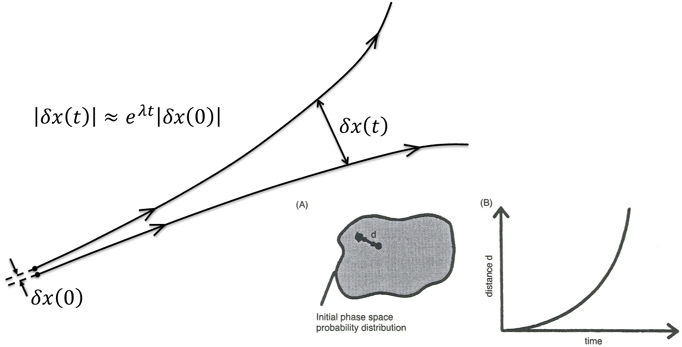 |δx(t)| ≈ e^{λt}|δx(0)|
δx(t)
δx(0)
(A)
d
Initial phase space
probability distribution
(B)
distance d
time